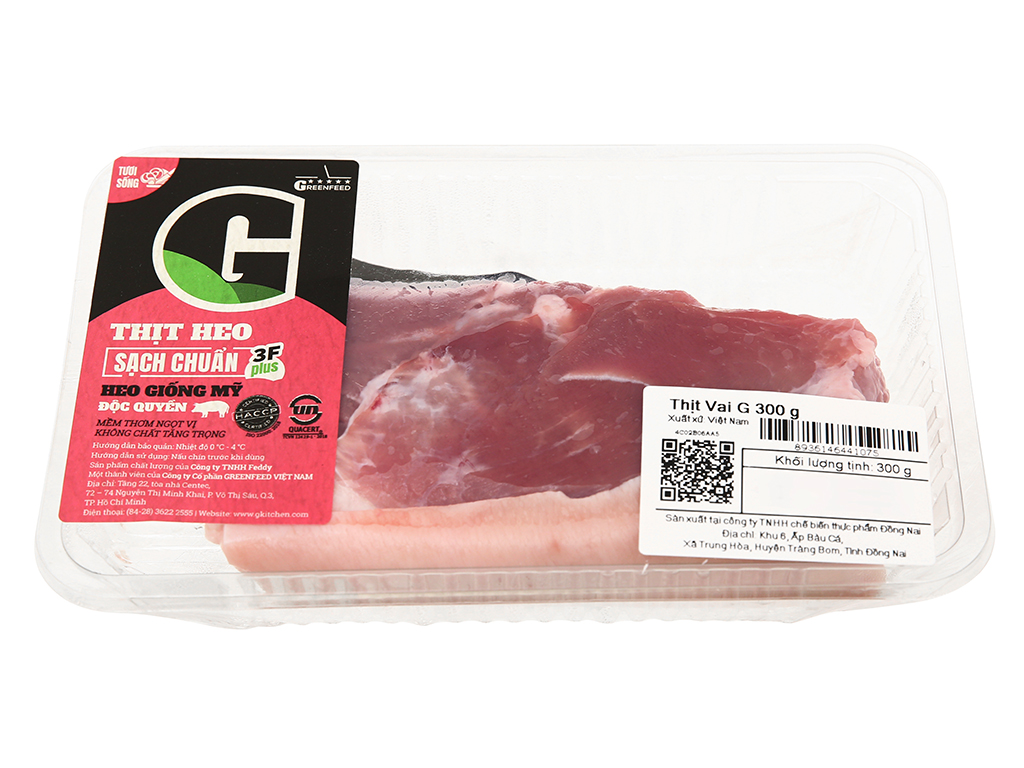 TƯƠI
SỐNG
GREENFEED
G
THỊT HEO
SẠCH CHUẨN 3F plus
HEO GIỐNG MỸ
ĐỘC QUYỀN
MỀM THƠM NGỌT VỊ
KHÔNG CHẤT TĂNG TRỌNG
HACCP
QUACERT
Hướng dẫn bảo quản: Nhiệt độ 0°C - 4°C
Hướng dẫn sử dụng: Nấu chín trước khi dùng
Sản phẩm chất lượng của Công ty TNHH Feddy
Một thành viên của Công ty Cổ phần GREENFEED VIỆT NAM
Địa chỉ: Tầng 22, tòa nhà Centec,
72 – 74 Nguyễn Thị Minh Khai, P. Võ Thị Sáu, Q.3,
TP. Hồ Chí Minh
Điện thoại: (84-28) 3622 2555 | Website: www.gkitchen.com
Thịt Vai G 300 g
Xuất xứ: Việt Nam
4C02B06AA5
8936146441075
Khối lượng tịnh: 300 g
Sản xuất tại công ty TNHH chế biến thực phẩm Đồng Nai
Địa chỉ: Khu 6, Ấp Bàu Cá,
Xã Trung Hòa, Huyện Trảng Bom, Tỉnh Đồng Nai